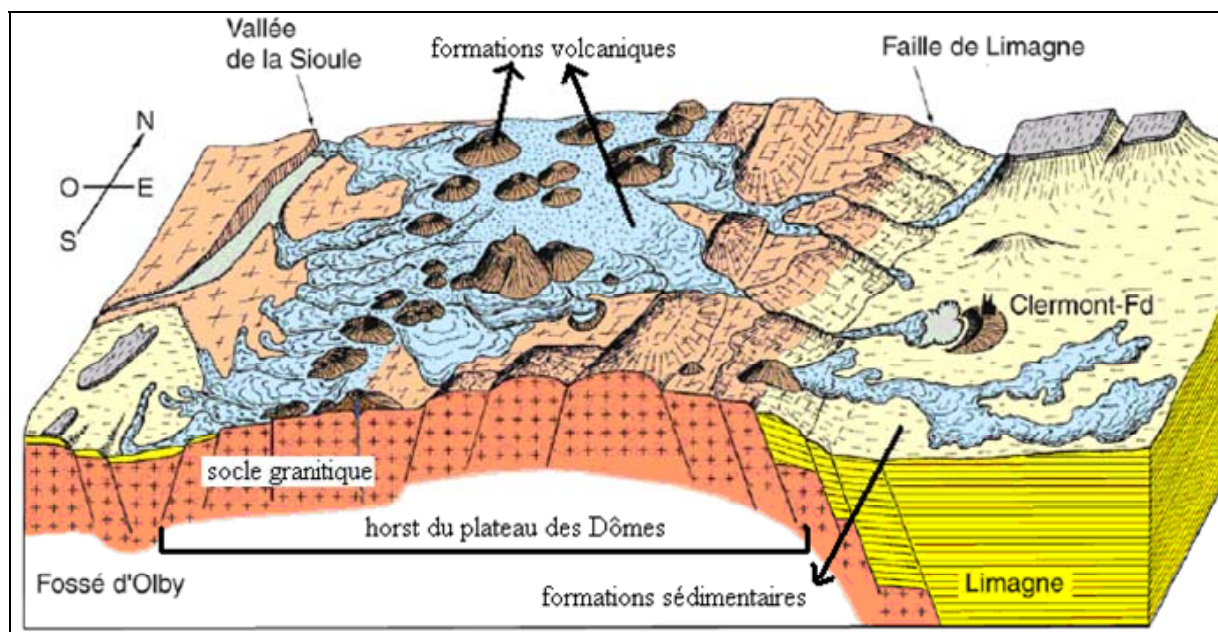 Vallée
de la Sioule
formations volcaniques
Faille de Limagne
N
O
E
S
Clermont-Fd
socle granitique
horst du plateau des Dômes
Fossé d'Olby
formations sédimentaires
Limagne